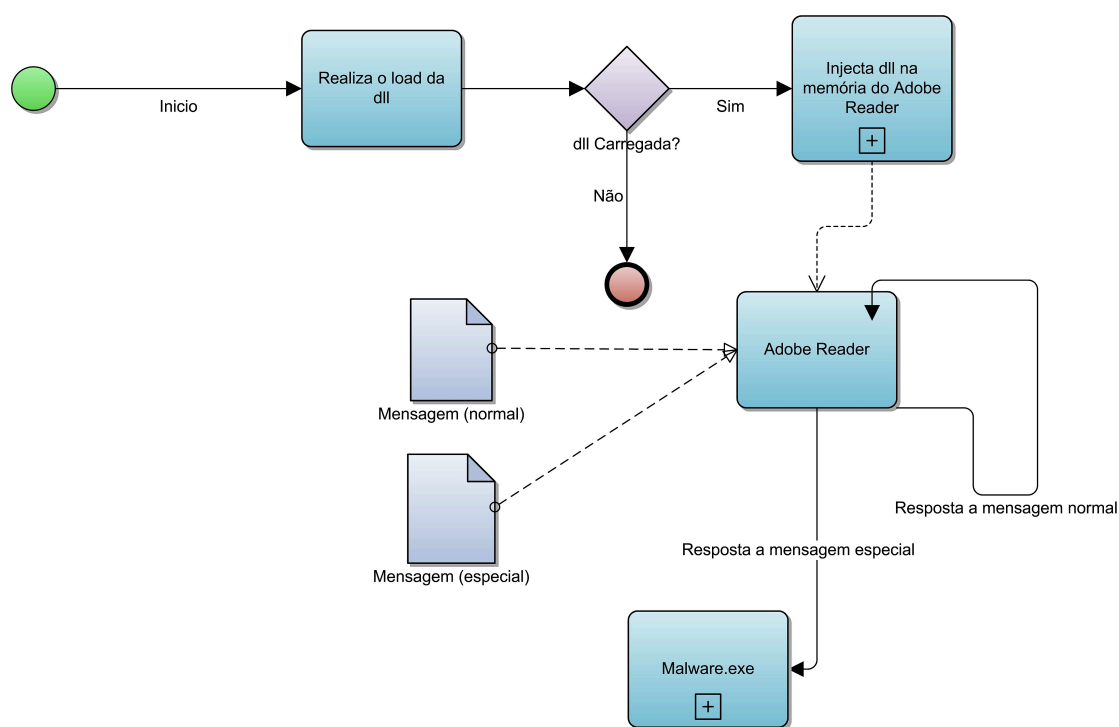 Inicio
Realiza o load da
dll
dll Carregada?
Sim
Injecta dll na
memória do Adobe
Reader
Não
Adobe Reader
Mensagem (normal)
Mensagem (especial)
Resposta a mensagem normal
Resposta a mensagem especial
Malware.exe